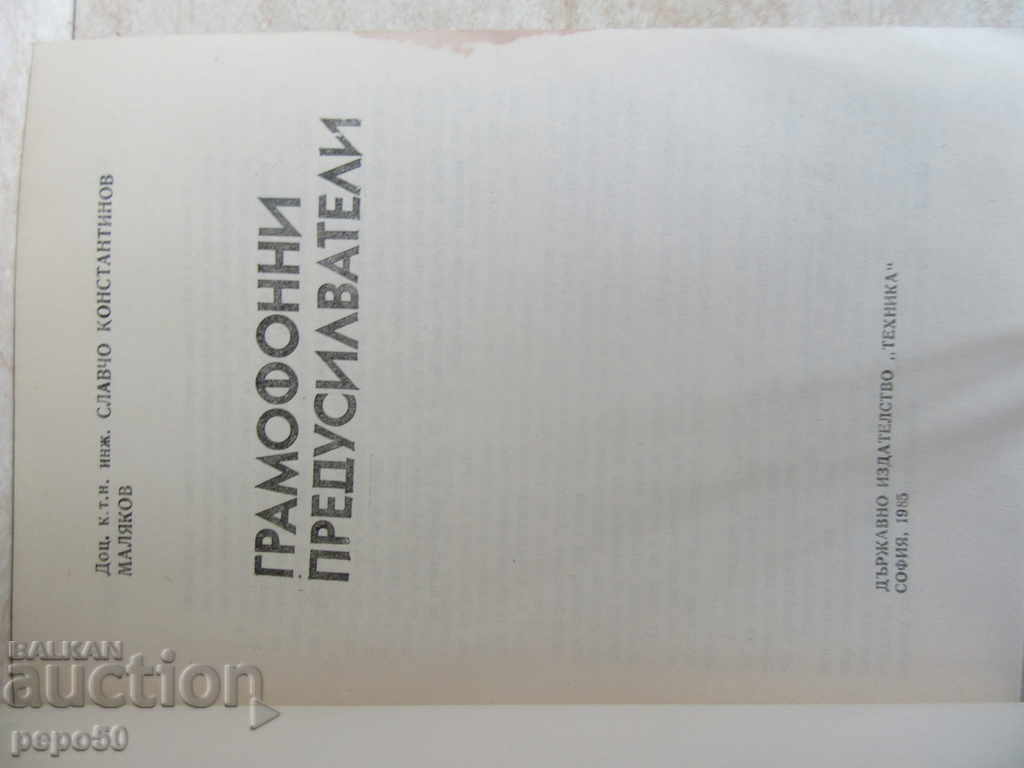 Доц. к.т.н. инж. СЛАВЧО КОНСТАНТИНОВ
МАЛЯКОВ
ГРАМОФОННИ
ПРЕДУСИЛВАТЕЛИ
ДЪРЖАВНО ИЗДАТЕЛСТВО „ТЕХНИКА“
СОФИЯ, 1985
BALKAN
auction
pepo50